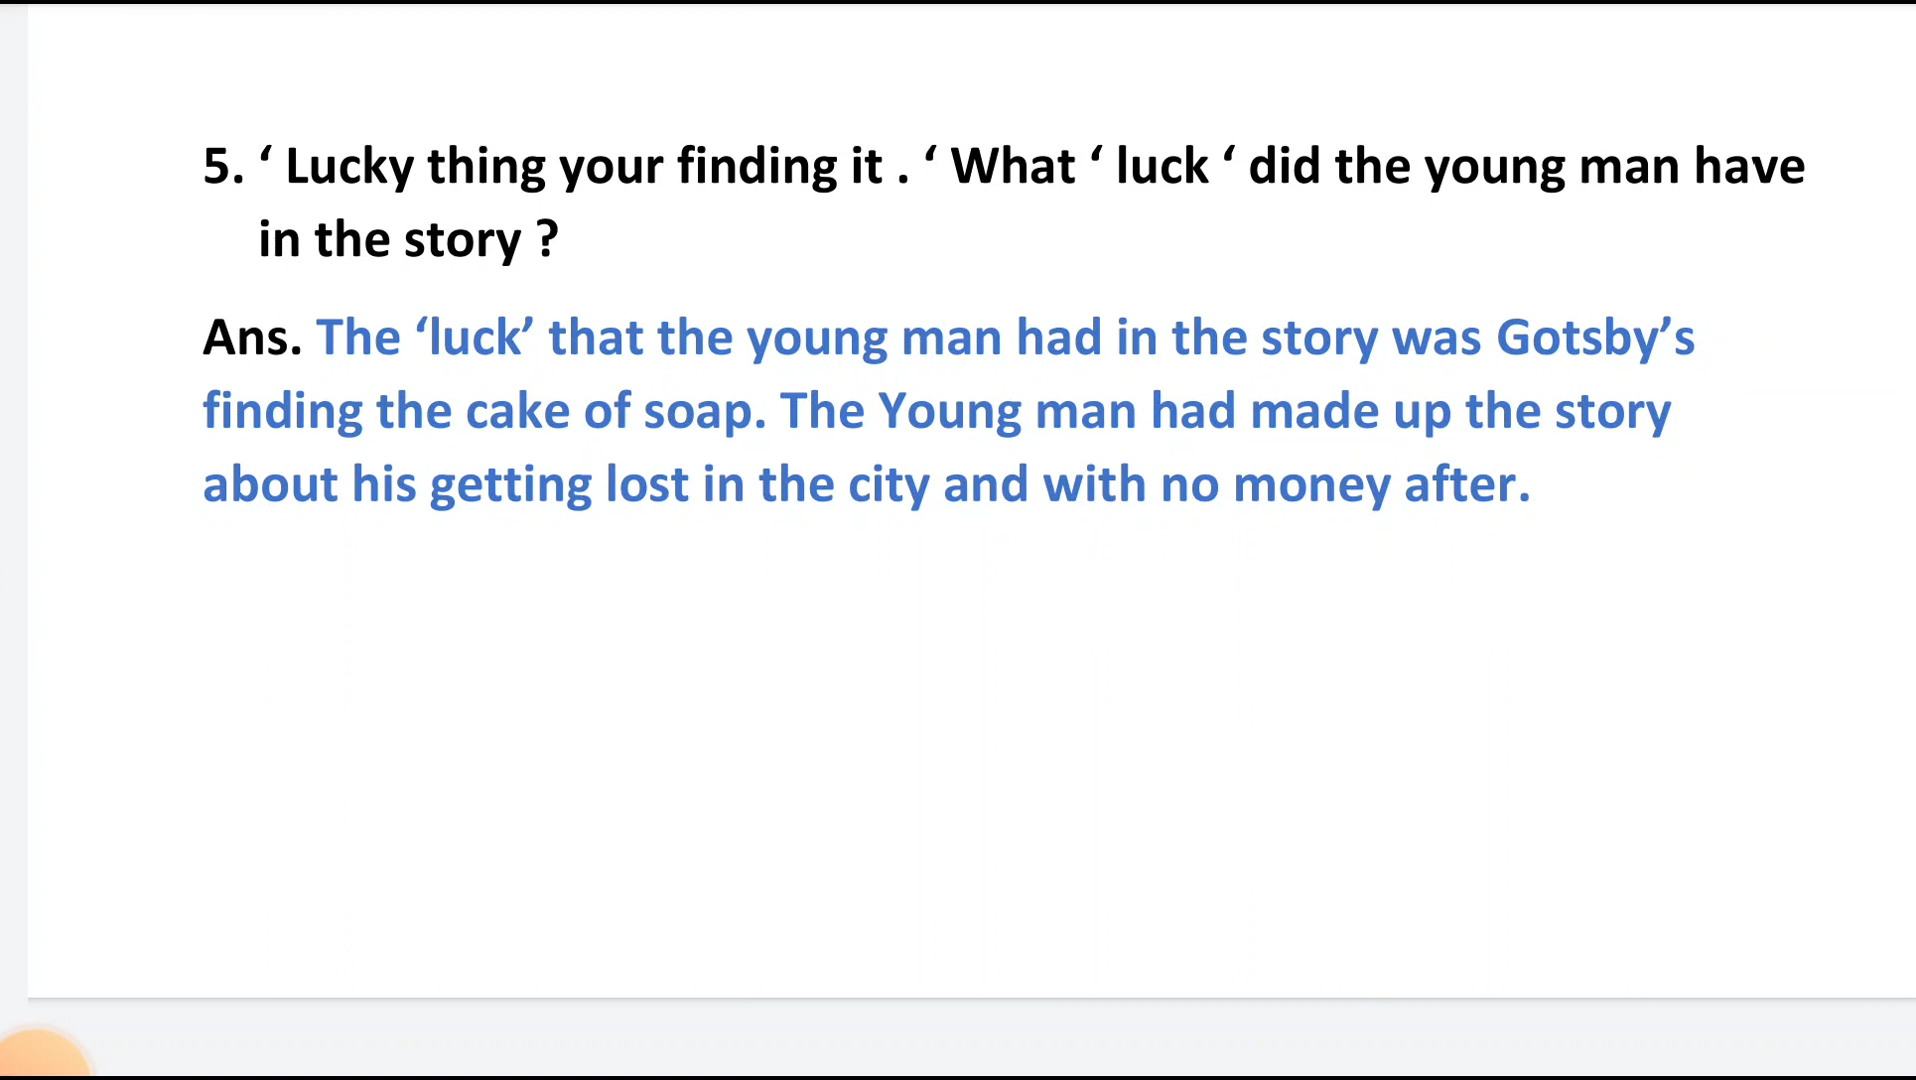 5. ‘ Lucky thing your finding it . ‘ What ‘ luck ‘ did the young man have
in the story ?
Ans. The ‘luck’ that the young man had in the story was Gotsby’s
finding the cake of soap. The Young man had made up the story
about his getting lost in the city and with no money after.